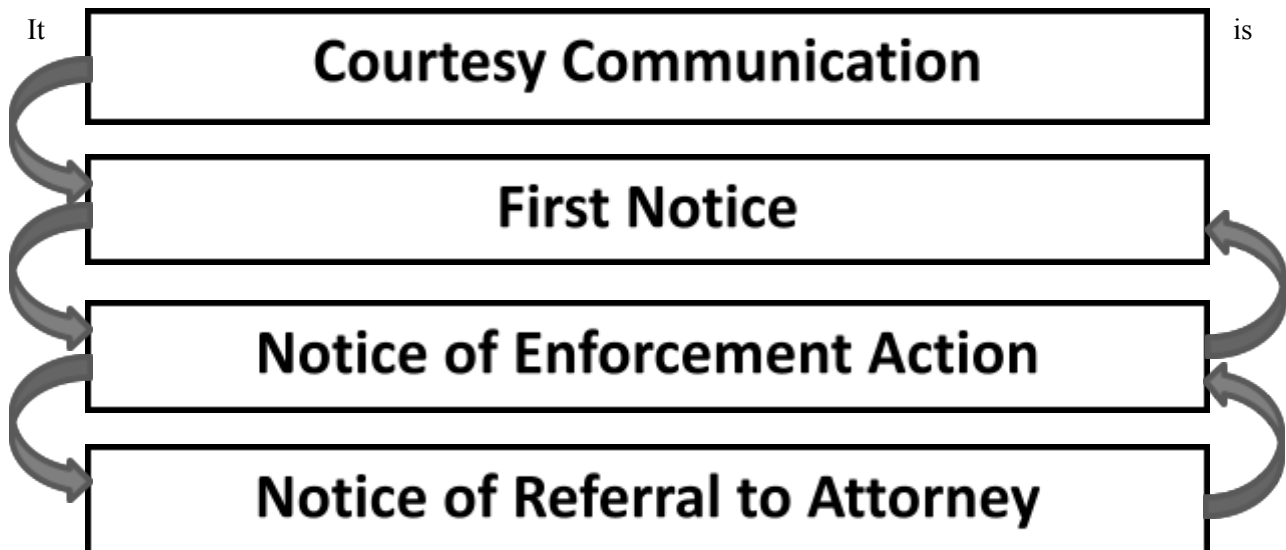 It is
Courtesy Communication
First Notice
Notice of Enforcement Action
Notice of Referral to Attorney